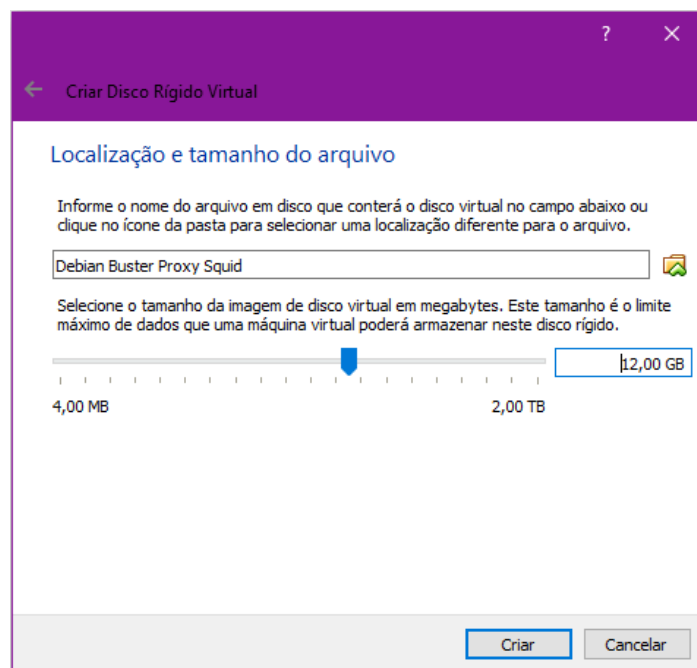 ?
Criar Disco Rígido Virtual
Localização e tamanho do arquivo
Informe o nome do arquivo em disco que conterá o disco virtual no campo abaixo ou
clique no ícone da pasta para selecionar uma localização diferente para o arquivo.
Debian Buster Proxy Squid
Selecione o tamanho da imagem de disco virtual em megabytes. Este tamanho é o limite
máximo de dados que uma máquina virtual poderá armazenar neste disco rígido.
12,00 GB
4,00 MB 2,00 TB
Criar Cancelar